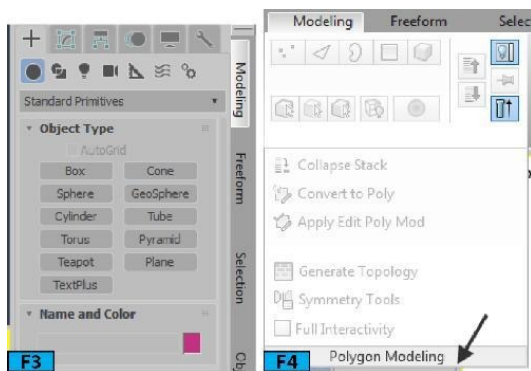 Standard Primitives
Object Type
AutoGrid
Box Cone
Sphere GeoSphere
Cylinder Tube
Torus Pyramid
Teapot Plane
TextPlus
Name and Color
F3
Modeling
Freeform
Selection
Ob
Modeling Freeform Selec
Collapse Stack
Convert to Poly
Apply Edit Poly Mod
Generate Topology
Symmetry Tools
Full Interactivity
F4 Polygon Modeling